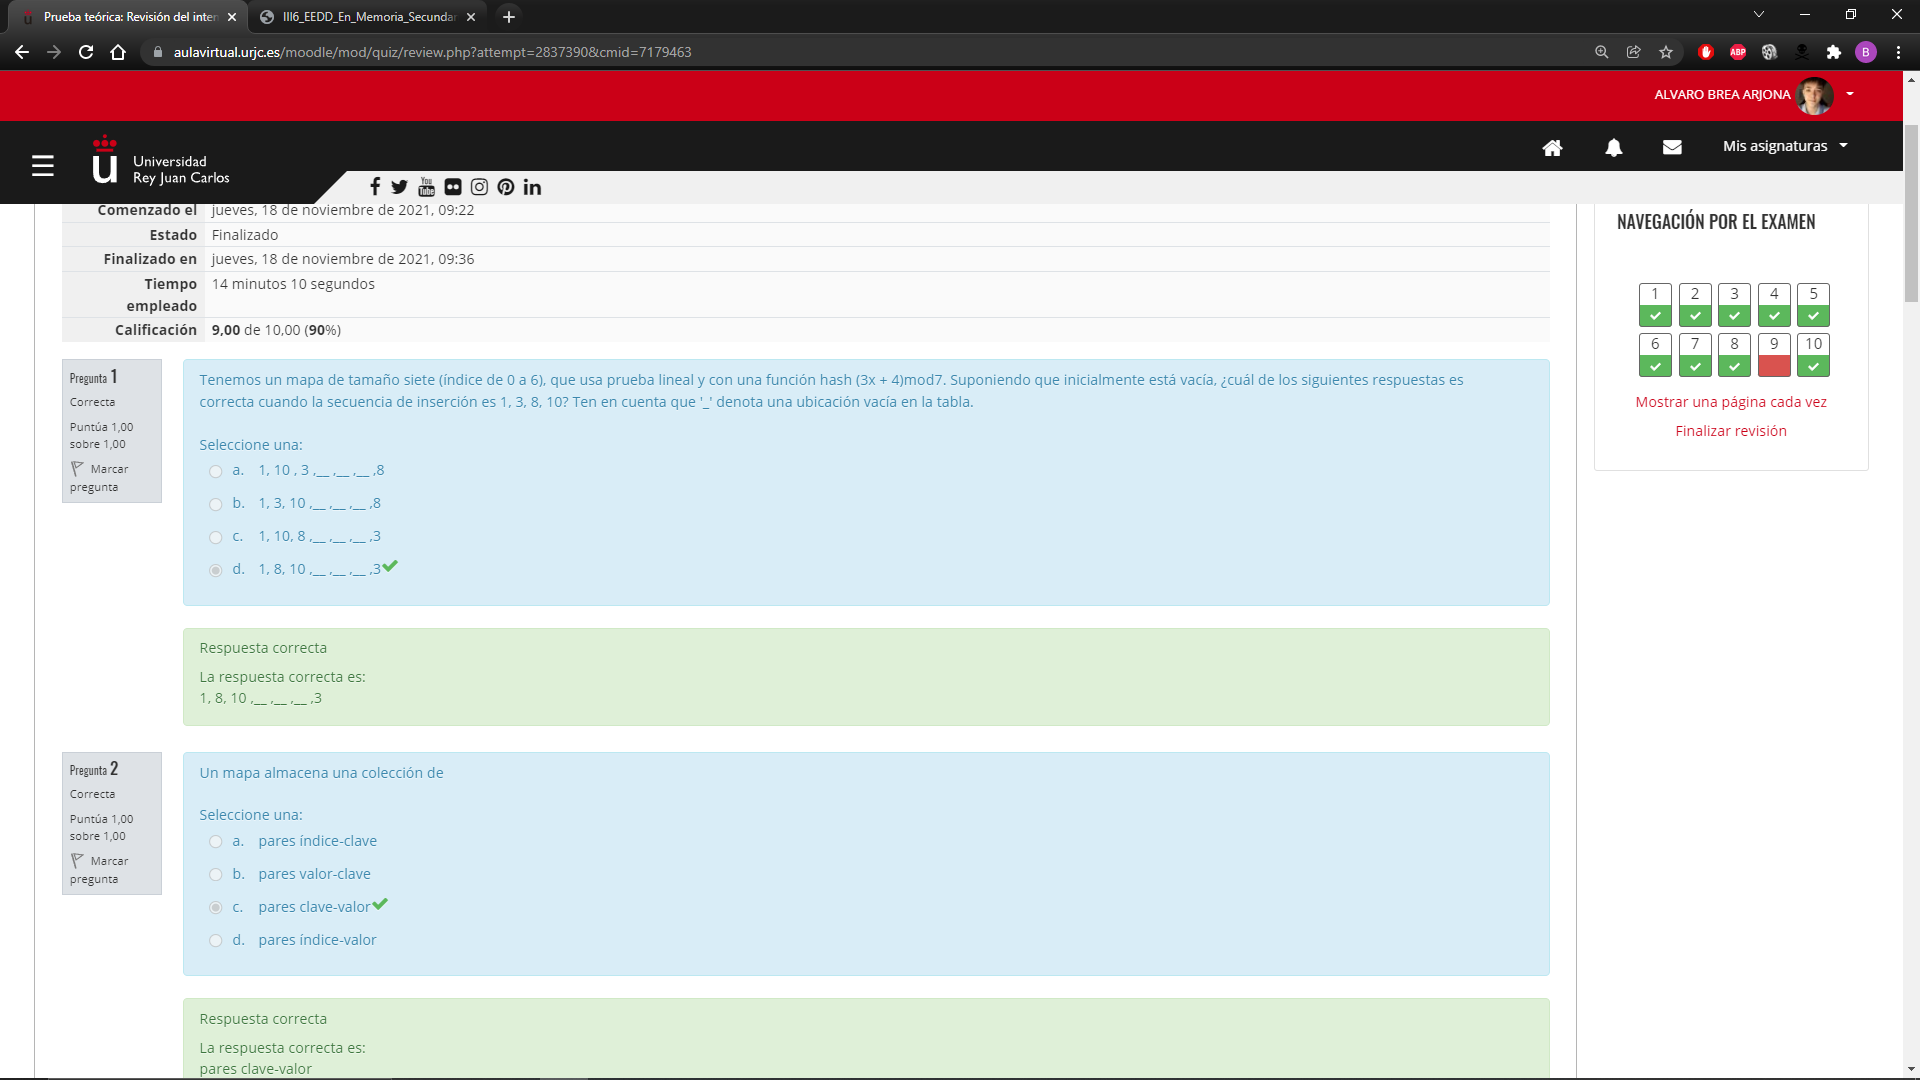 Prueba teórica: Revisión del inten
III6_EEDD_En_Memoria_Secundar
aulavirtual.urjc.es/moodle/mod/quiz/review.php?attempt=2837390&cmid=7179463
ABP
B
ALVARO BREA ARJONA
Universidad
Rey Juan Carlos
Mis asignaturas
You
Tube
Comenzado el jueves, 18 de noviembre de 2021, 09:22
Estado Finalizado
Finalizado en jueves, 18 de noviembre de 2021, 09:36
Tiempo empleado 14 minutos 10 segundos
Calificación 9,00 de 10,00 (90%)
NAVEGACIÓN POR EL EXAMEN
1 2 3 4 5
6 7 8 9 10
Mostrar una página cada vez
Finalizar revisión
Pregunta 1
Correcta
Puntúa 1,00
sobre 1,00
Marcar
pregunta
Tenemos un mapa de tamaño siete (índice de 0 a 6), que usa prueba lineal y con una función hash (3x + 4)mod7. Suponiendo que inicialmente está vacía, ¿cuál de los siguientes respuestas es
correcta cuando la secuencia de inserción es 1, 3, 8, 10? Ten en cuenta que '_' denota una ubicación vacía en la tabla.
Seleccione una:
a. 1, 10 , 3 ,__ ,__ ,__ ,8
b. 1, 3, 10 ,__ ,__ ,__ ,8
c. 1, 10, 8 ,__ ,__ ,__ ,3
d. 1, 8, 10 ,__ ,__ ,__ ,3
Respuesta correcta
La respuesta correcta es:
1, 8, 10 ,__ ,__ ,__ ,3
Pregunta 2
Correcta
Puntúa 1,00
sobre 1,00
Marcar
pregunta
Un mapa almacena una colección de
Seleccione una:
a. pares índice-clave
b. pares valor-clave
c. pares clave-valor
d. pares índice-valor
Respuesta correcta
La respuesta correcta es:
pares clave-valor